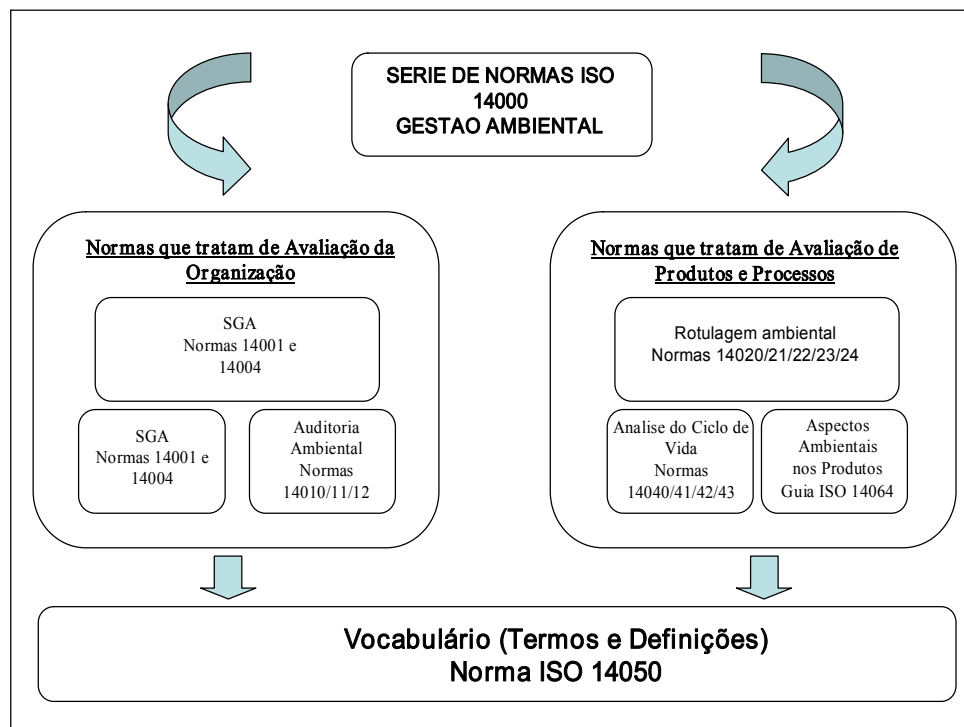 SERIE DE NORMAS ISO
14000
GESTAO AMBIENTAL
Normas que tratam de Avaliação da
Organização
SGA
Normas 14001 e
14004
SGA
Normas 14001 e
14004
Auditoria
Ambiental
Normas
14010/11/12
Normas que tratam de Avaliação de
Produtos e Processos
Rotulagem ambiental
Normas 14020/21/22/23/24
Analise do Ciclo de
Vida
Normas
14040/41/42/43
Aspectos
Ambientais
nos Produtos
Guia ISO 14064
Vocabulário (Termos e Definições)
Norma ISO 14050